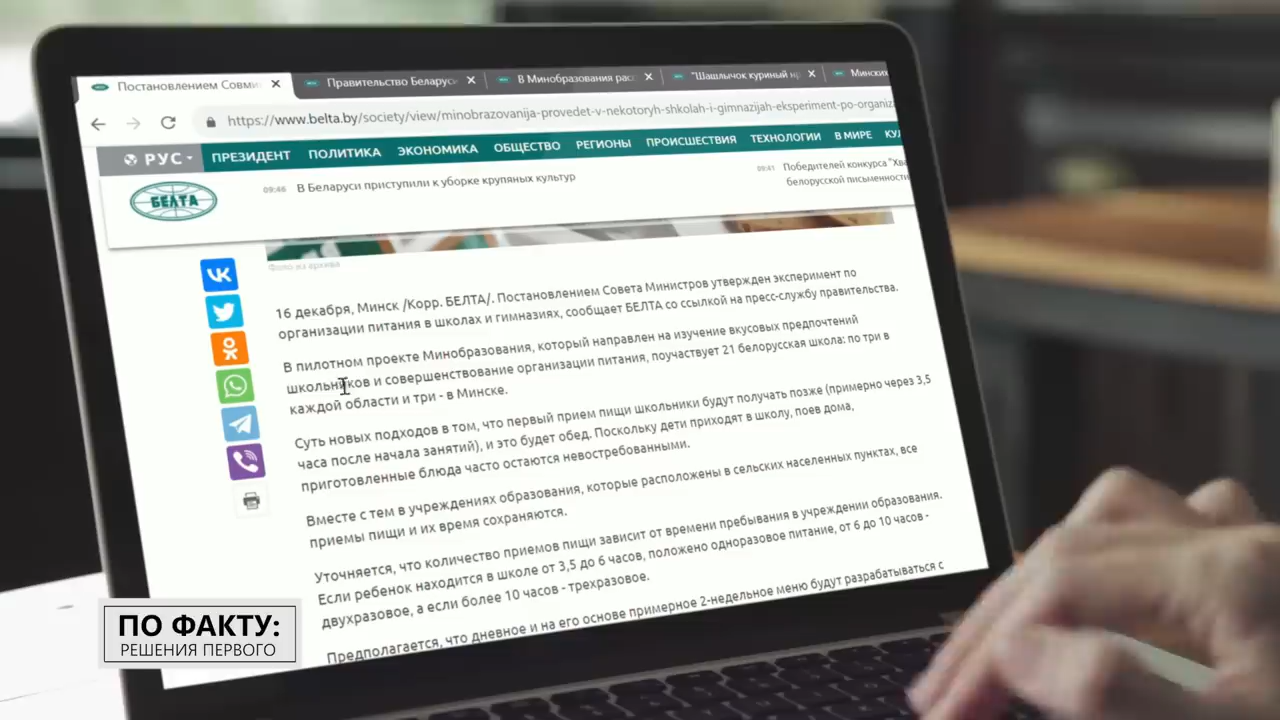 Постановлением Совми
Правительство Беларус
В Минобразования рас
"Шашлычок куриный н
Минских
https://www.belta.by/society/view/minobrazovanija-provedet-v-nekotoryh-shkolah-i-gimnazijah-eksperiment-po-organiz
РУС
ПРЕЗИДЕНТ ПОЛИТИКА ЭКОНОМИКА ОБЩЕСТВО РЕГИОНЫ ПРОИСШЕСТВИЯ ТЕХНОЛОГИИ В МИРЕ КУ
БЕЛТА
09:46 В Беларуси приступили к уборке крупяных культур
09:41 Победителей конкурса "Хва
белорусской письменности
Фото из архива
16 декабря, Минск /Корр. БЕЛТА/. Постановлением Совета Министров утвержден эксперимент по
организации питания в школах и гимназиях, сообщает БЕЛТА со ссылкой на пресс-службу правительства.
В пилотном проекте Минобразования, который направлен на изучение вкусовых предпочтений
школьников и совершенствование организации питания, поучаствует 21 белорусская школа: по три в
каждой области и три - в Минске.
Суть новых подходов в том, что первый прием пищи школьники будут получать позже (примерно через 3,5
часа после начала занятий), и это будет обед. Поскольку дети приходят в школу, поев дома,
приготовленные блюда часто остаются невостребованными.
Вместе с тем в учреждениях образования, которые расположены в сельских населенных пунктах, все
приемы пищи и их время сохраняются.
Уточняется, что количество приемов пищи зависит от времени пребывания в учреждении образования.
Если ребенок находится в школе от 3,5 до 6 часов, положено одноразовое питание, от 6 до 10 часов -
двухразовое, а если более 10 часов - трехразовое.
Предполагается, что дневное и на его основе примерное 2-недельное меню будут разрабатываться с
ПО ФАКТУ:
РЕШЕНИЯ ПЕРВОГО